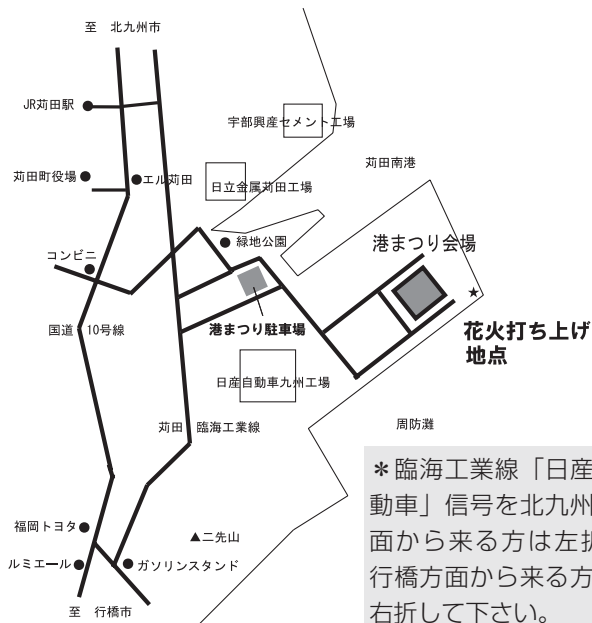 至　北九州市
JR苅田駅
宇部興産セメント工場
苅田町役場
エル苅田
日立金属苅田工場
苅田南港
緑地公園
港まつり会場
コンビニ
国道　10号線
港まつり駐車場
花火打ち上げ
地点
日産自動車九州工場
苅田　臨海工業線
周防灘
＊臨海工業線「日産
動車」信号を北九州
面から来る方は左折
行橋方面から来る方
右折して下さい。
福岡トヨタ
▲二先山
ルミエール
ガソリンスタンド
至　行橋市